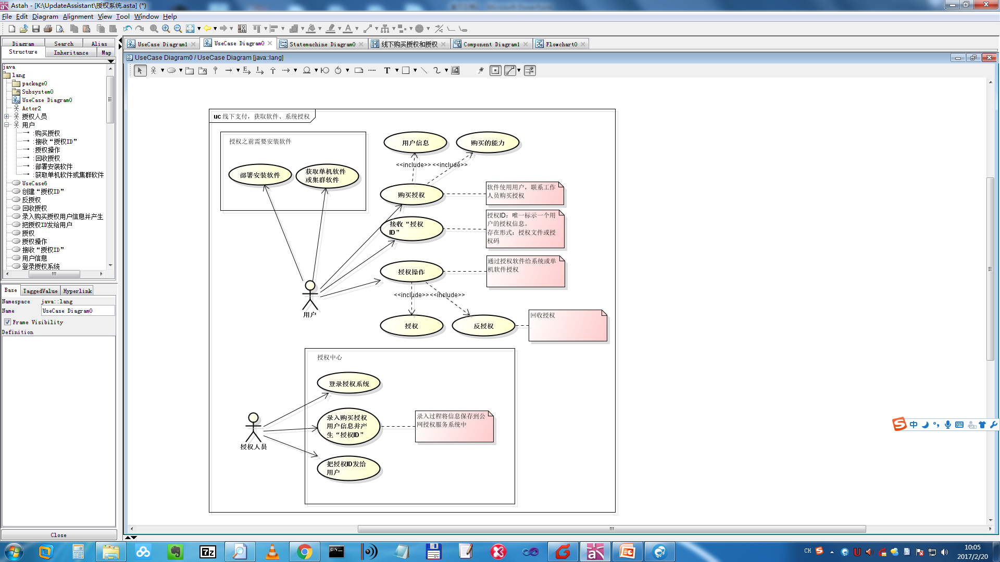 Astah - [K:\UpdateAssistant\授权系统.asta] (*)
File Edit Diagram Alignment View Tool Window Help
Diagram Search Alias
Structure Inheritance Map
java
lang
package0
Subsystem0
UseCase Diagram0
Actor2
授权人员
用户
:购买授权
:接收“授权ID”
:授权操作
:回收授权
:部署安装软件
:获取单机软件或集群软件
UseCase6
创建“授权ID”
反授权
回收授权
录入购买授权用户信息并产生
把授权ID发给用户
授权
授权操作
接收“授权ID”
用户信息
登录授权系统
Base TaggedValue Hyperlink
Namespace java::lang
Name UseCase Diagram0
Frame Visibility
Definition
Close
UseCase Diagram1
UseCase Diagram0
Statemachine Diagram0
线下购买授权和授权
Component Diagram1
Flowchart0
UseCase Diagram0 / UseCase Diagram [java::lang]
E
I
T
uc 线下支付，获取软件、系统授权
授权之前需要安装软件
部署安装软件
获取单机软件
或集群软件
用户信息
购买的能力
<<include>> <<include>>
购买授权
软件使用用户，联系工作
人员购买授权
接收“授权
ID”
授权ID：唯一标示一个用
户的授权信息。
存在形式：授权文件或授
权码
授权操作
通过授权软件给系统或单
机软件授权
<<include>> <<include>>
用户
授权
反授权
回收授权
授权中心
登录授权系统
录入购买授权
用户信息并产
生“授权ID”
录入过程将信息保存到公
网授权服务系统中
把授权ID发给
用户
授权人员
中
7z
C:\_
64
CH
10:05
2017/2/20